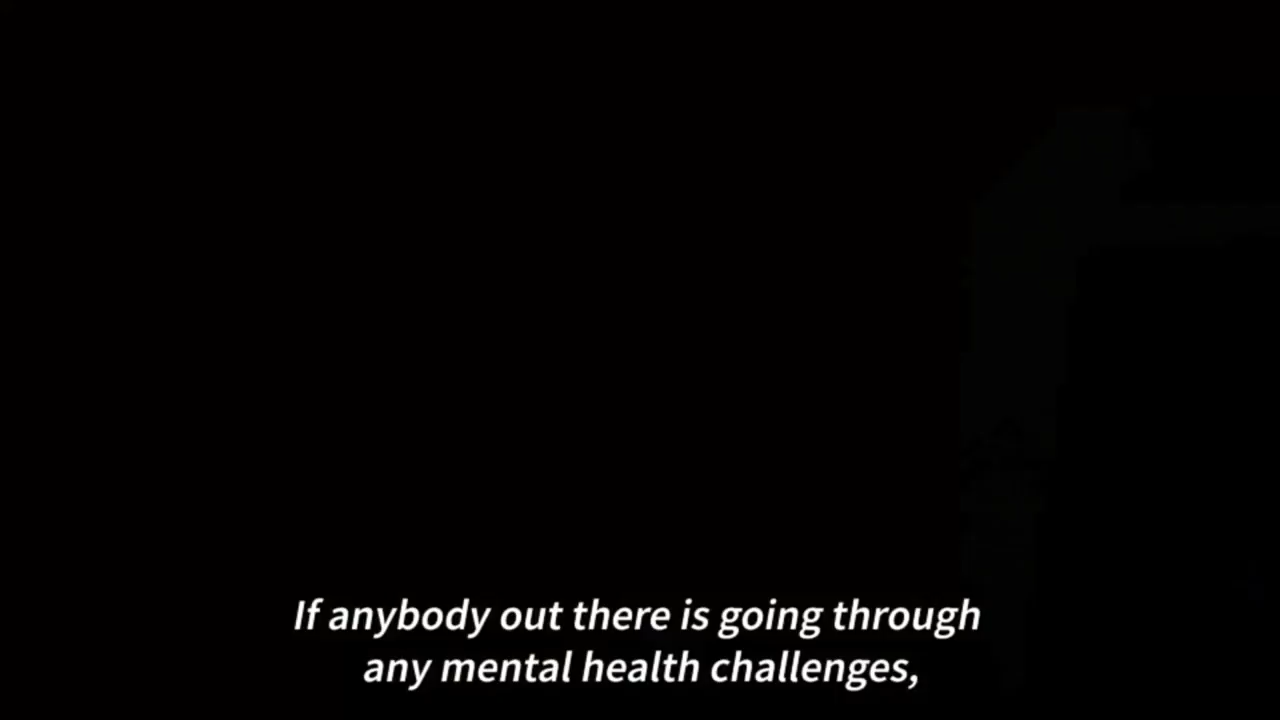 If anybody out there is going through
any mental health challenges,